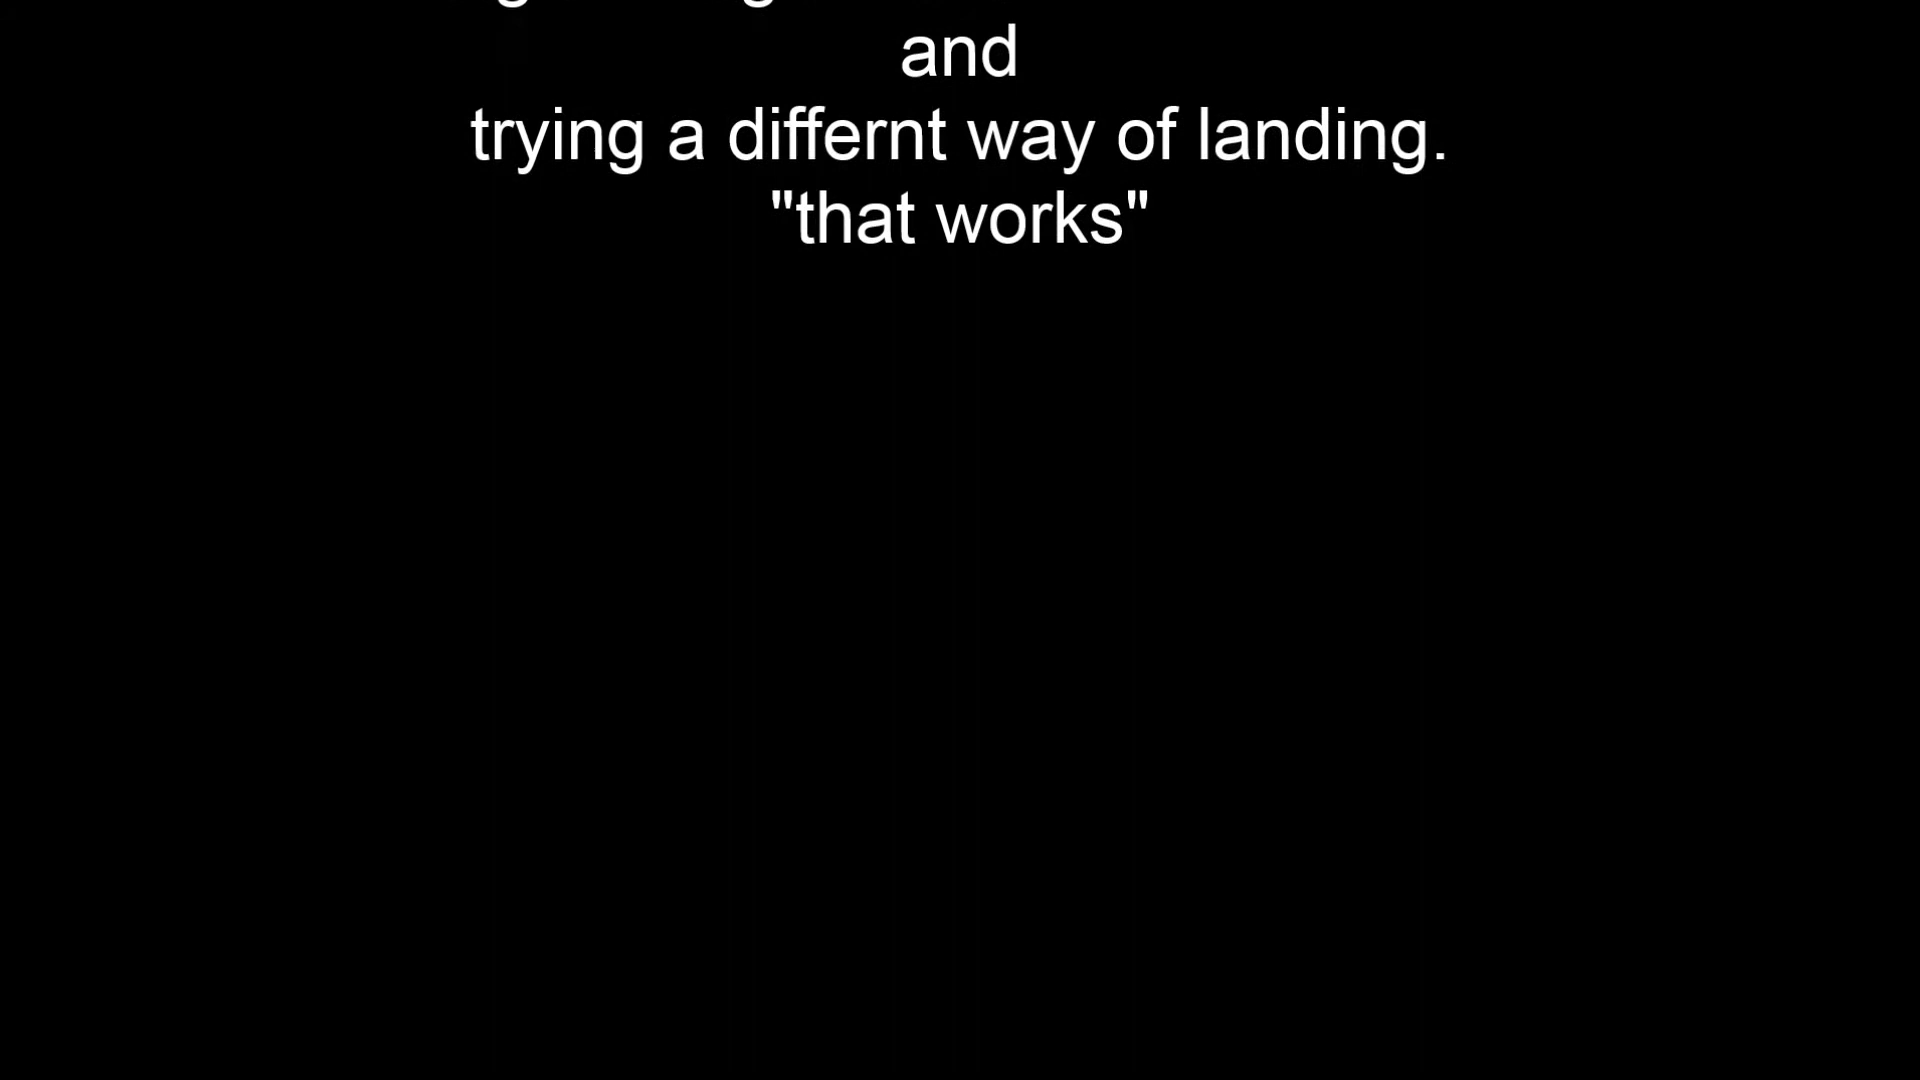 and
trying a differnt way of landing.
"that works"